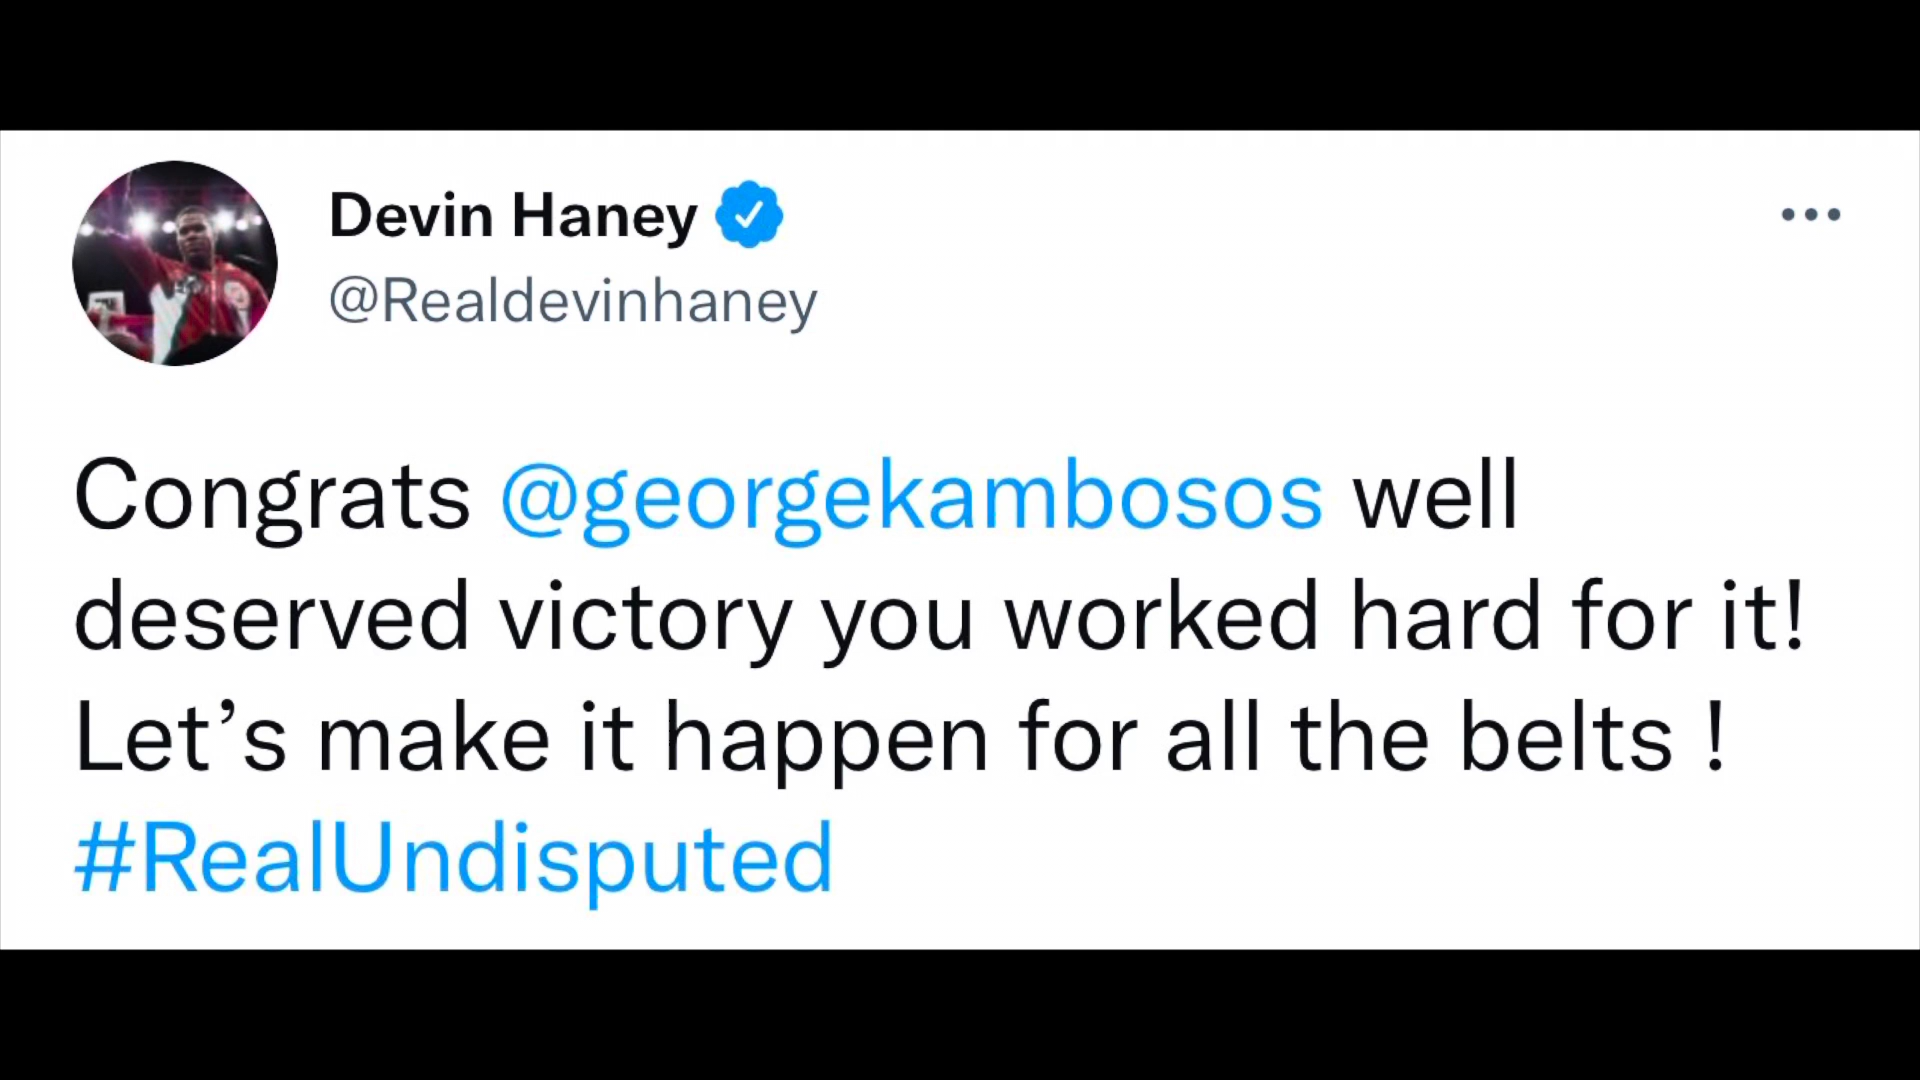 Devin Haney
@Realdevinhaney
Congrats @georgekambosos well
deserved victory you worked hard for it!
Let’s make it happen for all the belts !
#RealUndisputed